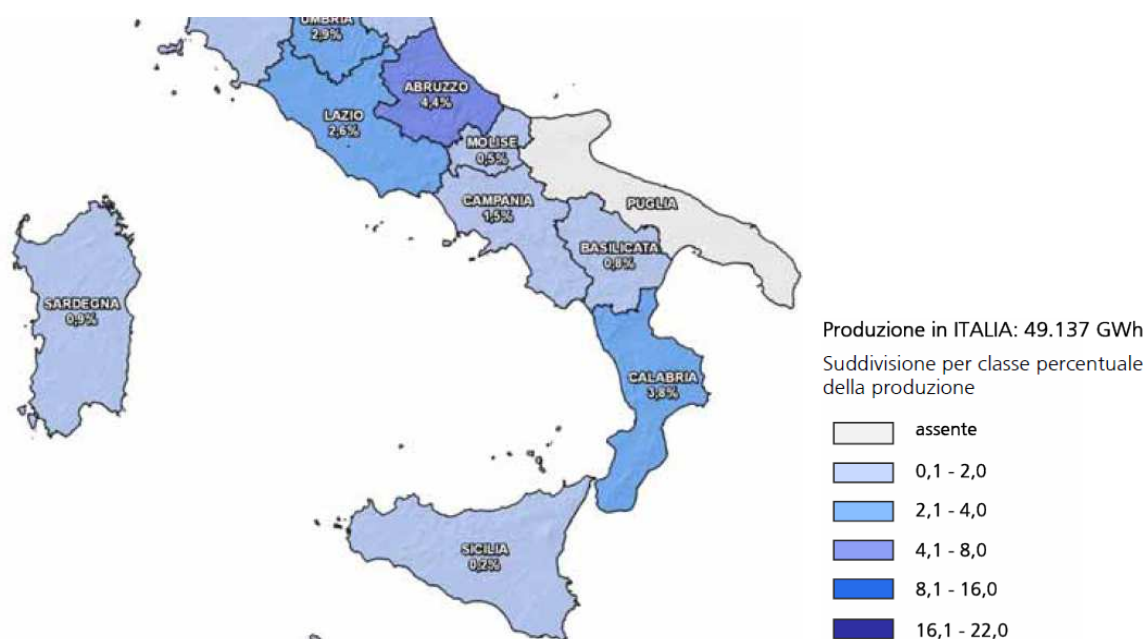 UMBRIA
2,9%
ABRUZZO
4,4%
LAZIO
2,6%
MOLISE
0,5%
CAMPANIA
1,5%
PUGLIA
BASILICATA
0,8%
SARDEGNA
0,9%
CALABRIA
3,8%
SICILIA
0,2%
Produzione in ITALIA: 49.137 GWh
Suddivisione per classe percentuale
della produzione
assente
0,1 - 2,0
2,1 - 4,0
4,1 - 8,0
8,1 - 16,0
16,1 - 22,0